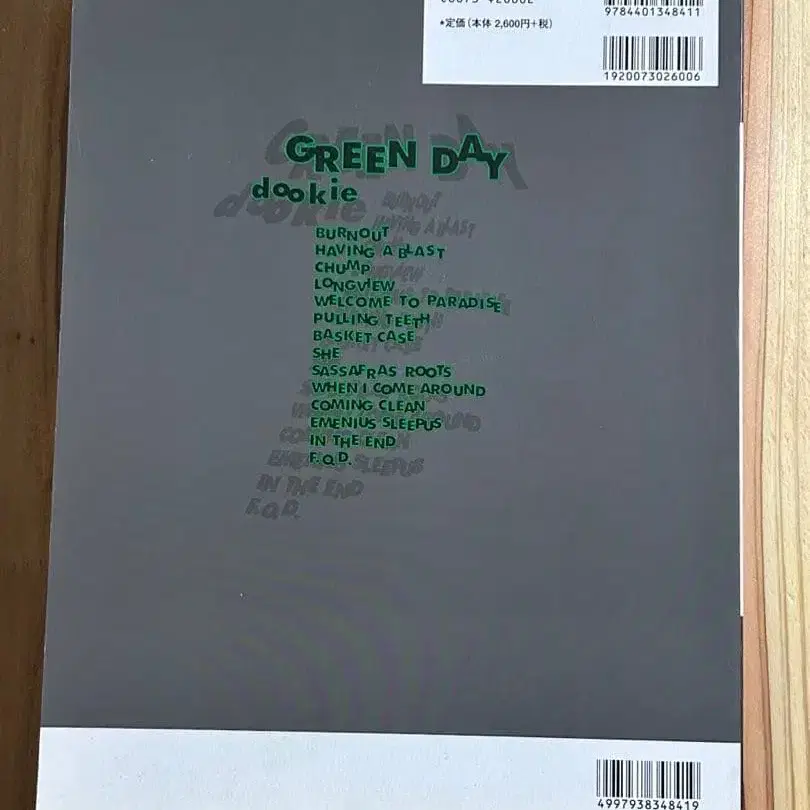 9784401348411
*定価(本体 2,600円+税)
1920073026006
GREEN DAY
dookie
BURNOUT
HAVING A BLAST
CHUMP
LONGVIEW
WELCOME TO PARADISE
PULLING TEETH
BASKET CASE
SHE
SASSAFRAS ROOTS
WHEN I COME AROUND
COMING CLEAN
EMENIUS SLEEPUS
IN THE END
F.O.D.
4997938348419